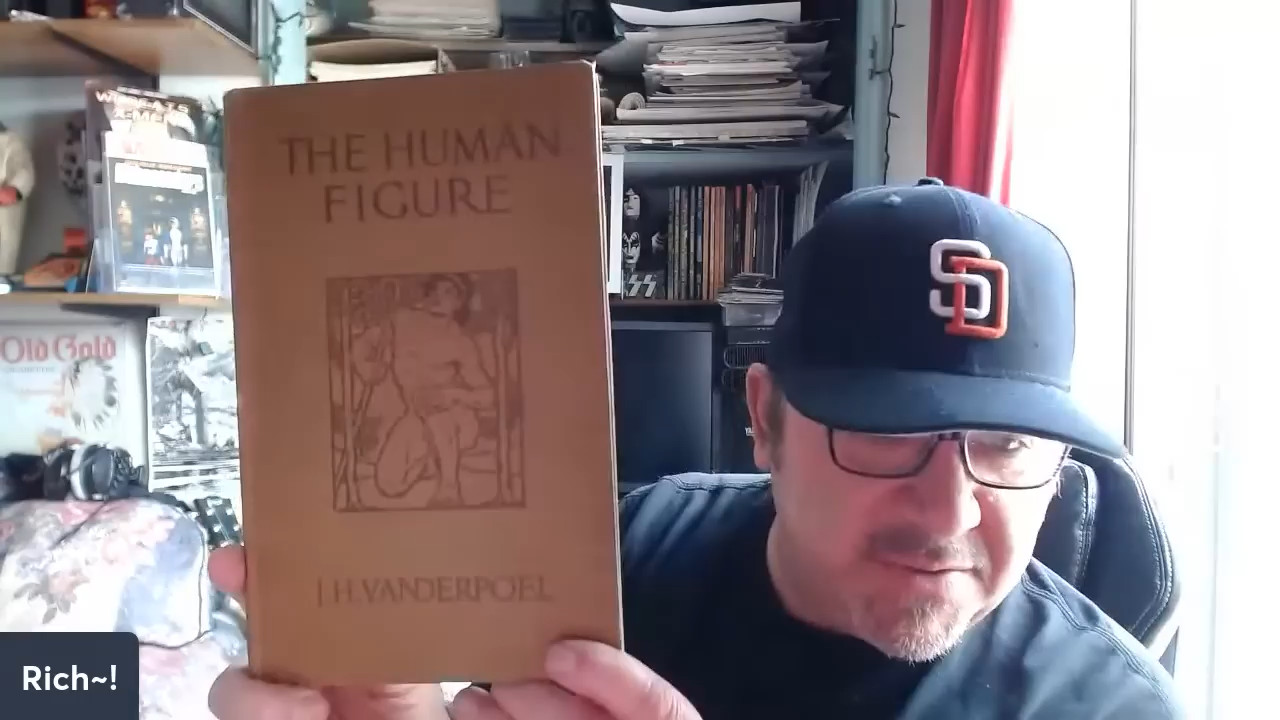 THE HUMAN
FIGURE
J.H.VANDERPOEL
SD
Old Gold
Rich~!